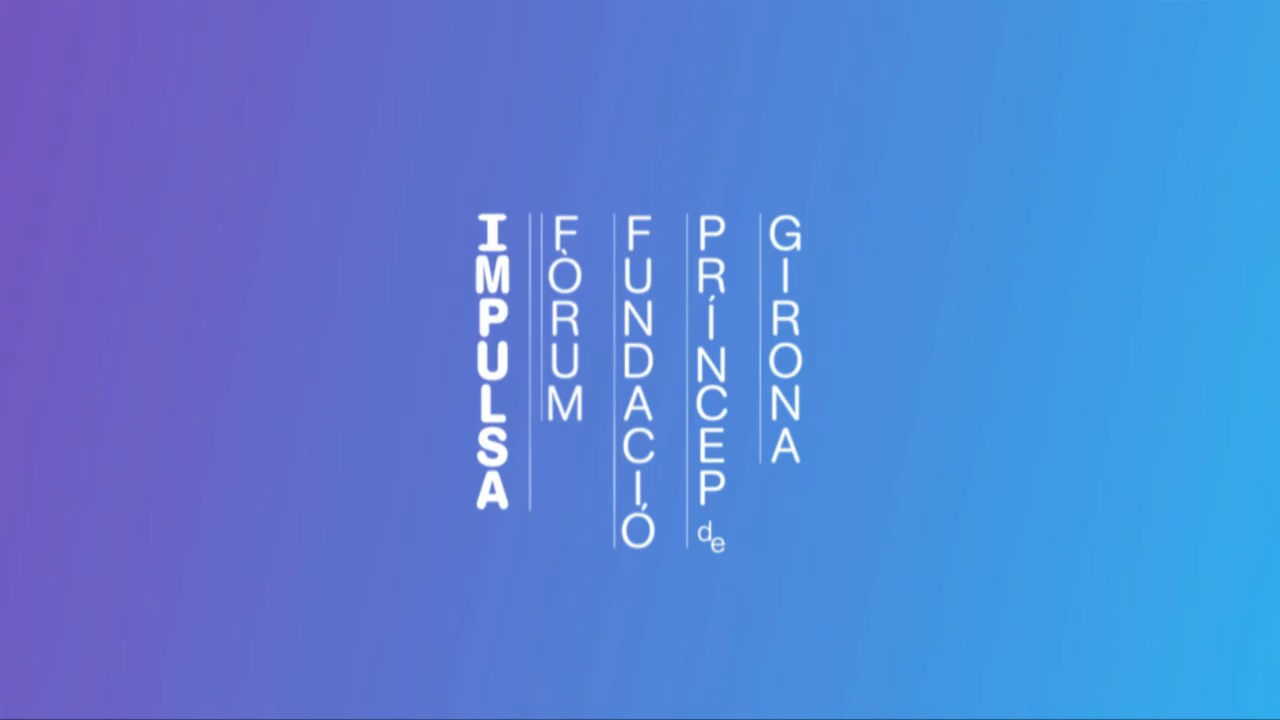 IMPULSA
FÒRUM
FUNDACIÓ
PRÍNCEP de
GIRONA